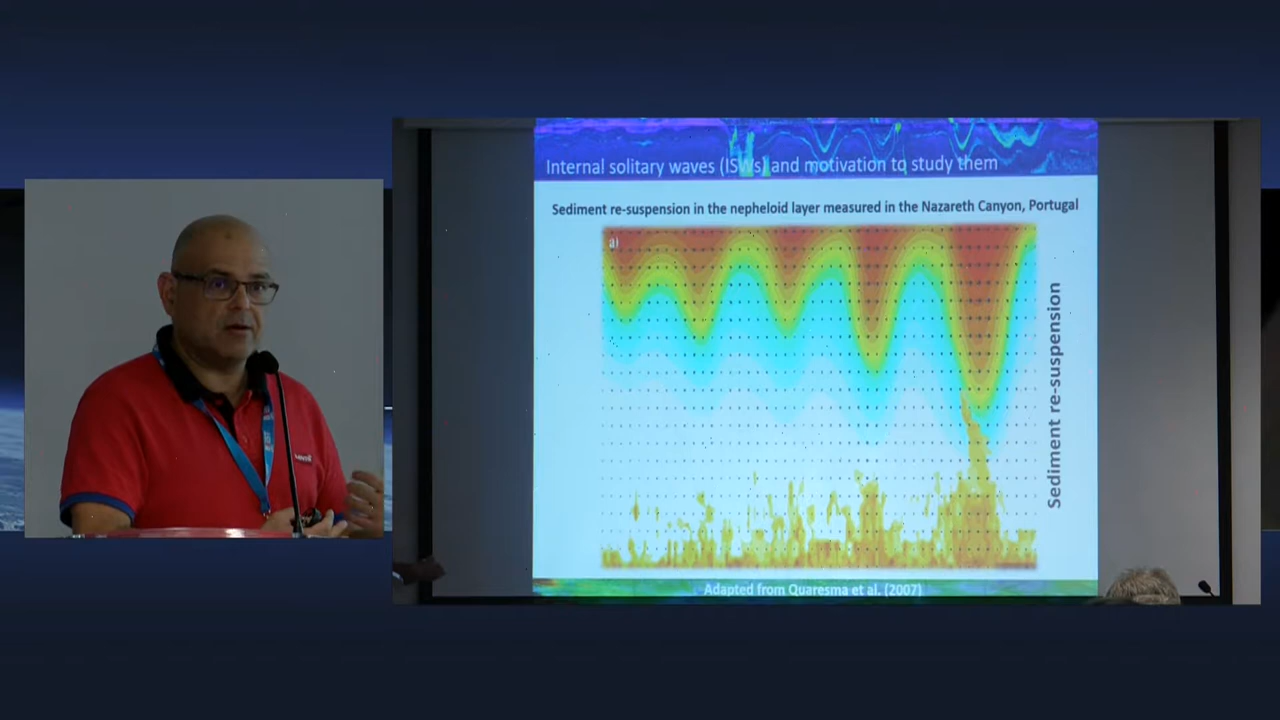 Internal solitary waves (ISWs) and motivation to study them
Sediment re-suspension in the nepheloid layer measured in the Nazareth Canyon, Portugal
a)
Sediment re-suspension
Adapted from Quaresma et al. (2007)